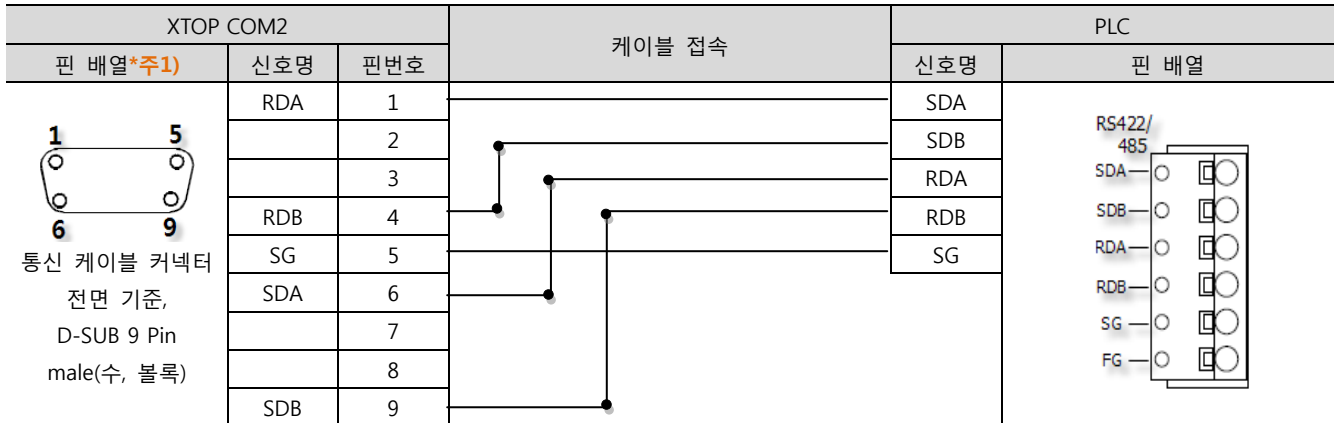 XTOP COM2
케이블 접속
PLC
핀 배열*주1)
신호명
핀번호
신호명
핀 배열
1 5
6 9
통신 케이블 커넥터
전면 기준,
D-SUB 9 Pin
male(수, 볼록)
RDA 1
2
3
RDB 4
SG 5
SDA 6
7
8
SDB 9
SDA
SDB
RDA
RDB
SG
RS422/
485
SDA
SDB
RDA
RDB
SG
FG